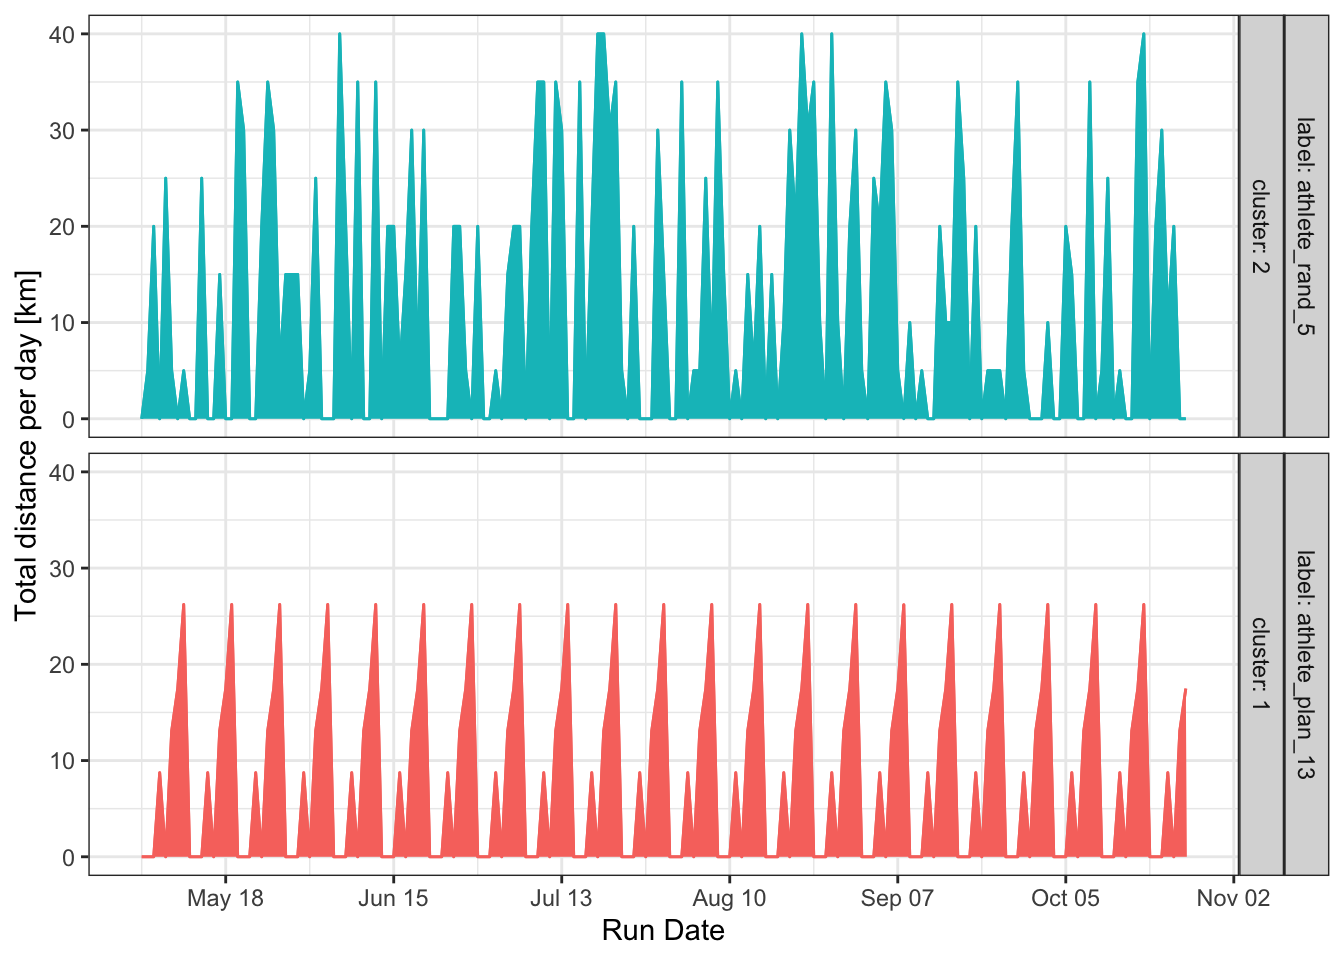 Total distance per day [km]
40
30
20
10
0
cluster: 2
label: athlete_rand_5
40
30
20
10
0
cluster: 1
label: athlete_plan_13
May 18
Jun 15
Jul 13
Aug 10
Sep 07
Oct 05
Nov 02
Run Date